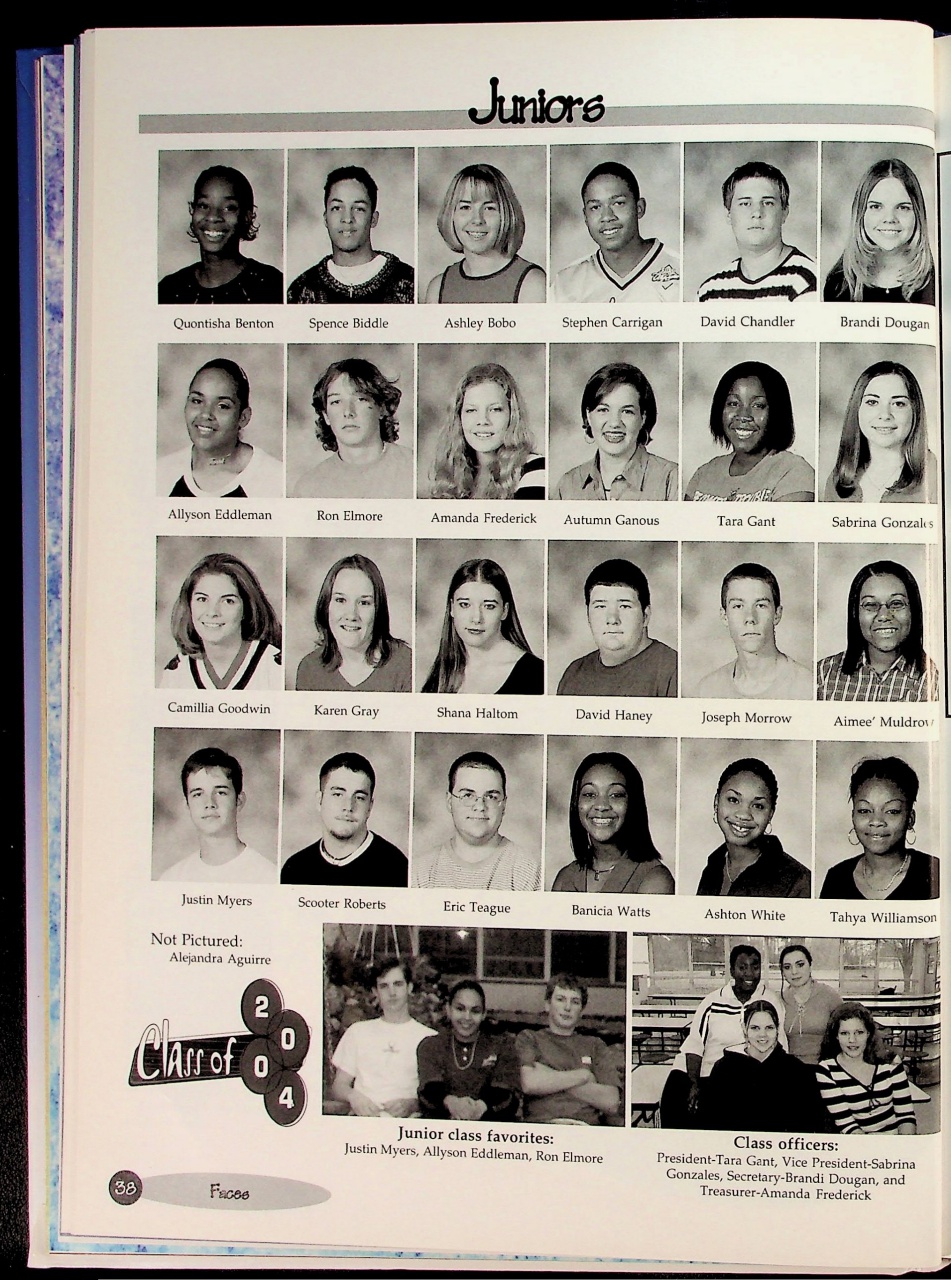 Juniors
Quontisha Benton Spence Biddle Ashley Bobo Stephen Carrigan David Chandler Brandi Dougan
Allyson Eddleman Ron Elmore Amanda Frederick Autumn Ganous Tara Gant Sabrina Gonzales
Camillia Goodwin Karen Gray Shana Haltom David Haney Joseph Morrow Aimee' Muldrow
Justin Myers Scooter Roberts Eric Teague Banicia Watts Ashton White Tahya Williamson
Not Pictured:
Alejandra Aguirre
Class of 2004
Junior class favorites:
Justin Myers, Allyson Eddleman, Ron Elmore
Class officers:
President-Tara Gant, Vice President-Sabrina
Gonzales, Secretary-Brandi Dougan, and
Treasurer-Amanda Frederick
38 Faces